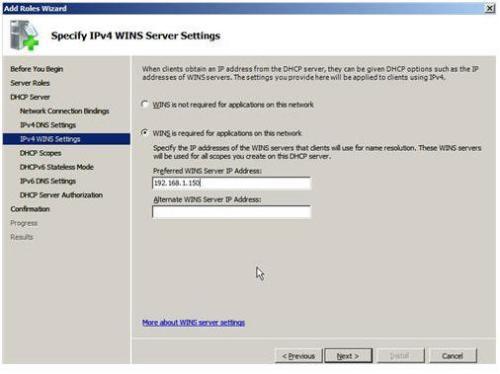 Add Roles Wizard
Specify IPv4 WINS Server Settings
Before You Begin
Server Roles
DHCP Server
Network Connection Bindings
IPv4 DNS Settings
IPv4 WINS Settings
DHCP Scopes
DHCPv6 Stateless Mode
IPv6 DNS Settings
DHCP Server Authorization
Confirmation
Progress
Results
When clients obtain an IP address from the DHCP server, they can be given DHCP options such as the IP
addresses of WINS servers. The settings you provide here will be applied to clients using IPv4.
WINS is not required for applications on this network
WINS is required for applications on this network
Specify the IP addresses of the WINS servers that clients will use for name resolution. These WINS servers
will be used for all scopes you create on this DHCP server.
Preferred WINS Server IP Address:
192.168.1.150
Alternate WINS Server IP Address:
More about WINS server settings
< Previous
Next >
Install
Cancel